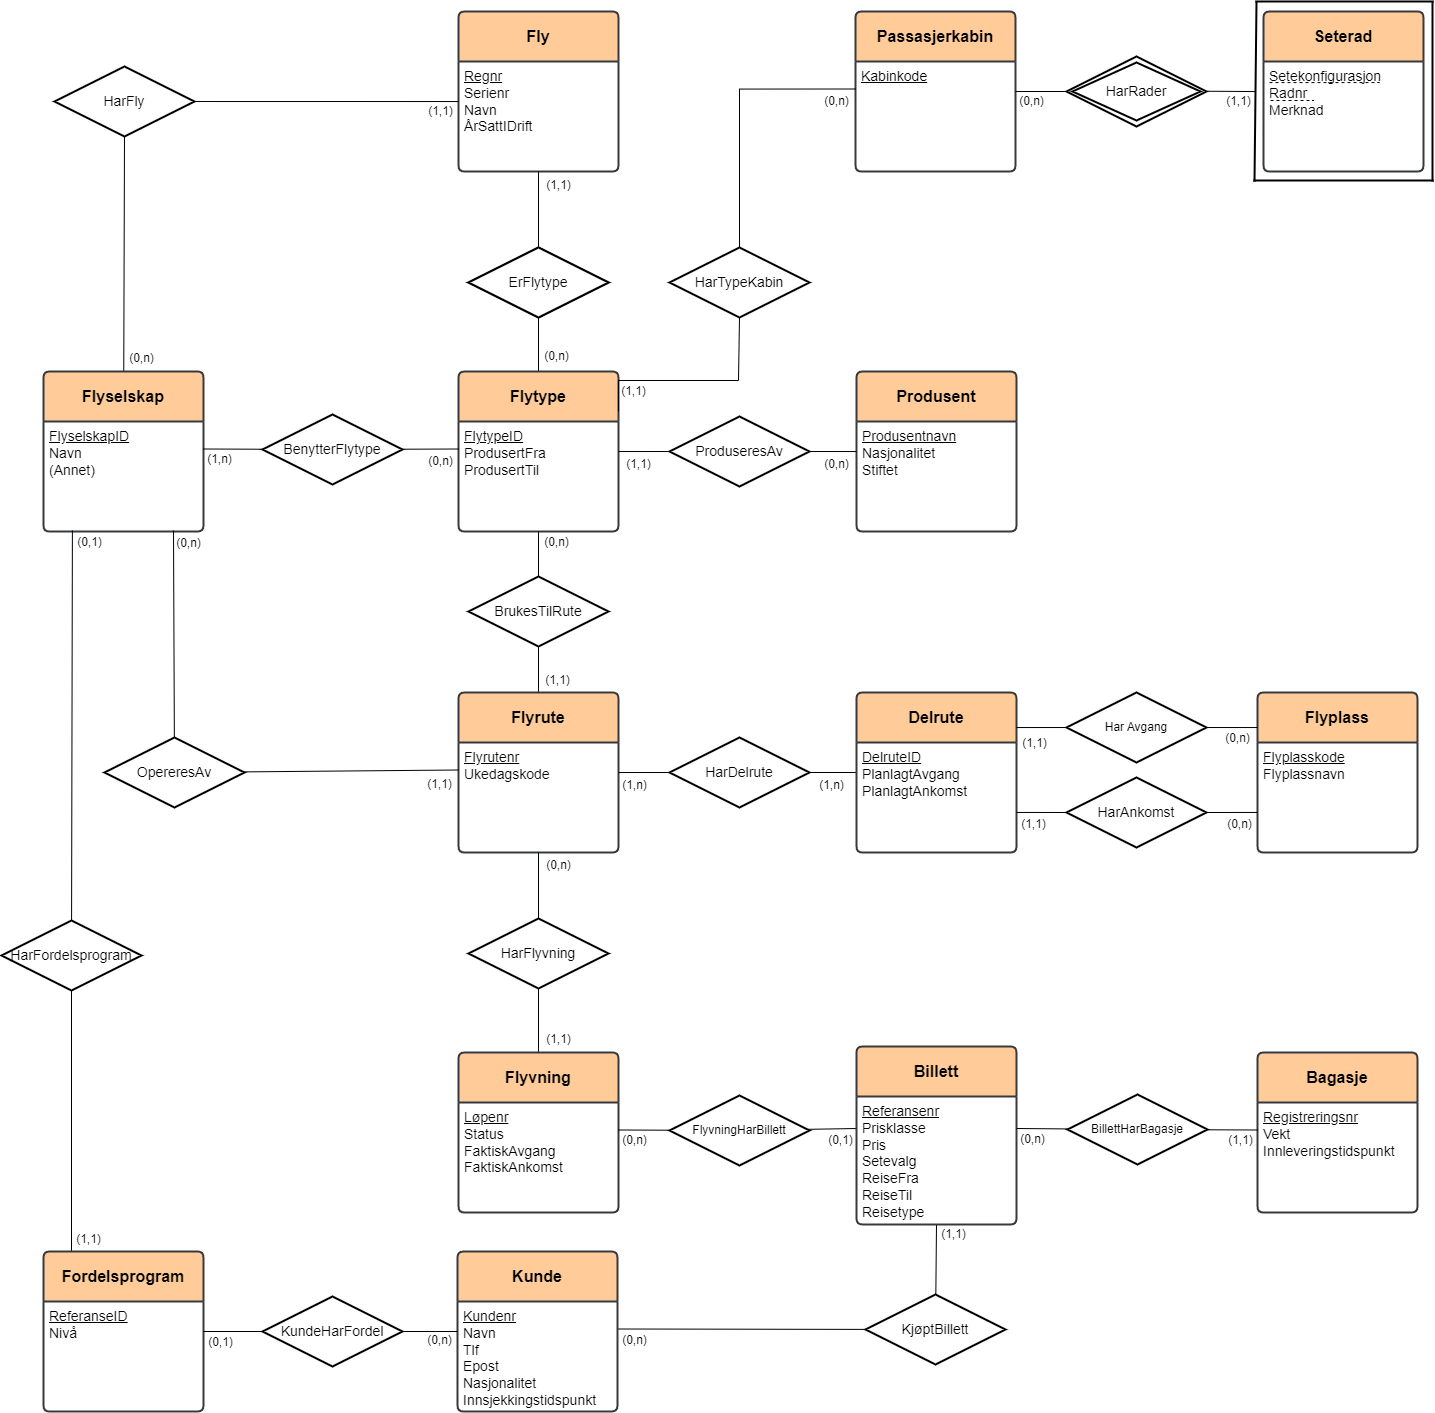 Fly
Regnr
Serienr
Navn
ÅrSattIDrift
Passasjerkabin
Kabinkode
Seterad
Setekonfigurasjon
Radnr
Merknad
HarFly
(1,1)
(0,n)
(0,n)
HarRader
(1,1)
(1,1)
ErFlytype
HarTypeKabin
(0,n)
(0,n)
(1,1)
Flyselskap
FlyselskapID
Navn
(Annet)
(1,n)
BenytterFlytype
(0,n)
Flytype
FlytypeID
ProdusertFra
ProdusertTil
(1,1)
ProduseresAv
(0,n)
Produsent
Produsentnavn
Nasjonalitet
Stiftet
(0,1)
(0,n)
(0,n)
BrukesTilRute
(1,1)
OpereresAv
(1,1)
Flyrute
Flyrutenr
Ukedagskode
(1,n)
HarDelrute
(1,n)
Delrute
DelruteID
PlanlagtAvgang
PlanlagtAnkomst
(1,1)
Har Avgang
(0,n)
(1,1)
HarAnkomst
(0,n)
Flyplass
Flyplasskode
Flyplassnavn
(0,n)
HarFordelsprogram
HarFlyvning
(1,1)
Flyvning
Løpenr
Status
FaktiskAvgang
FaktiskAnkomst
(0,n)
FlyvningHarBillett
(0,1)
Billett
Referansenr
Prisklasse
Pris
Setevalg
ReiseFra
ReiseTil
Reisetype
(0,n)
BillettHarBagasje
(1,1)
Bagasje
Registreringsnr
Vekt
Innleveringstidspunkt
(1,1)
(1,1)
Fordelsprogram
ReferanseID
Nivå
(0,1)
KundeHarFordel
(0,n)
Kunde
Kundenr
Navn
Tlf
Epost
Nasjonalitet
Innsjekkingstidspunkt
(0,n)
KjøptBillett